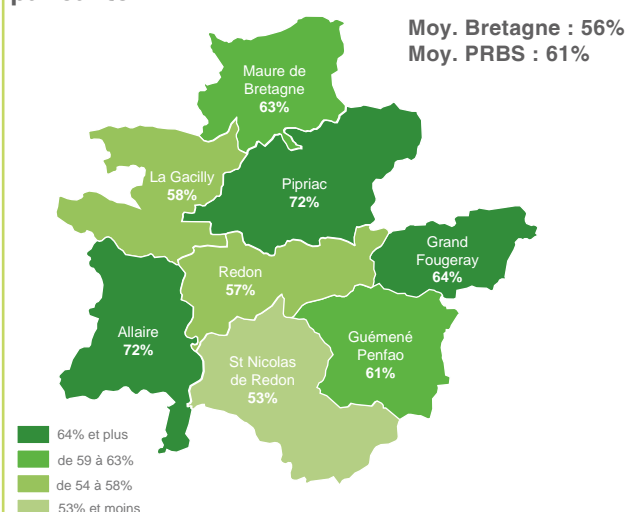 Moy. Bretagne : 56%
Moy. PRBS : 61%
Maure de
Bretagne
63%
La Gacilly
58%
Pipriac
72%
Grand
Fougeray
64%
Redon
57%
Allaire
72%
Guémené
Penfao
61%
St Nicolas
de Redon
53%
64% et plus
de 59 à 63%
de 54 à 58%
53% et moins